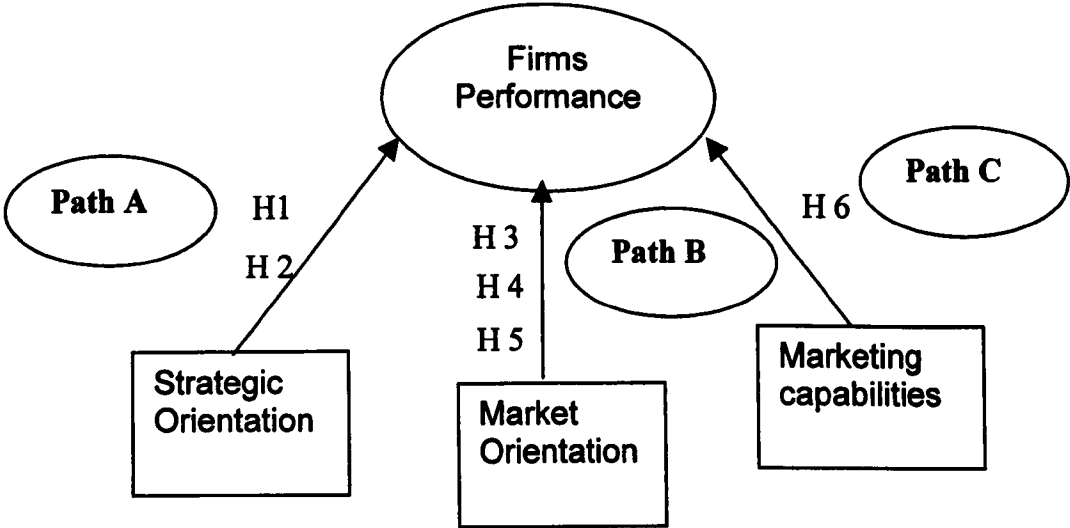 Firms
Performance
Path A
Path C
H1
H 6
H 3
Path B
H 2
H 4
H 5
Strategic
Orientation
Market
Orientation
Marketing
capabilities